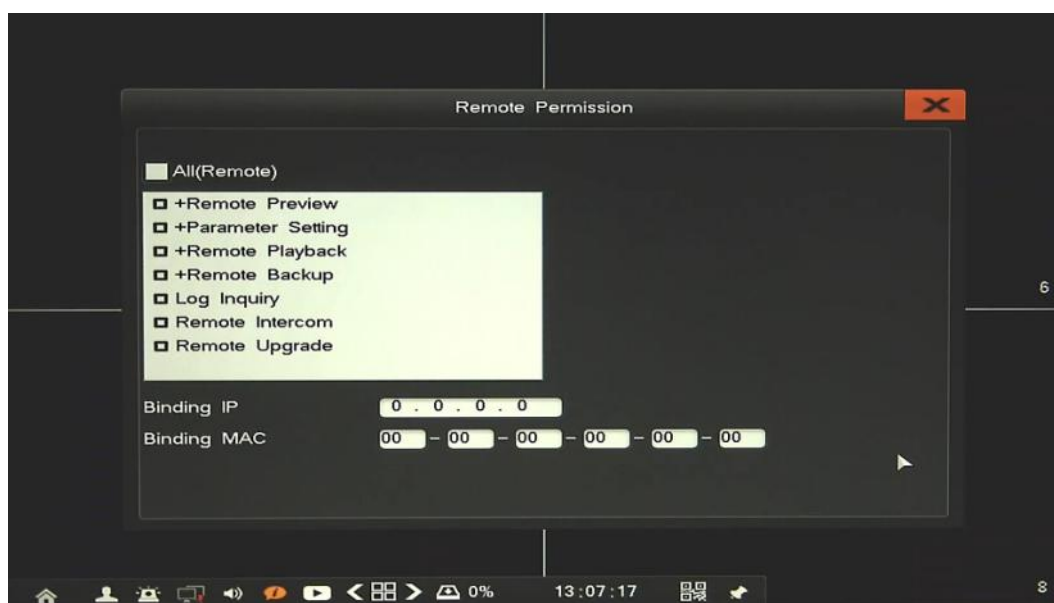 Remote Permission
All(Remote)
+Remote Preview
+Parameter Setting
+Remote Playback
+Remote Backup
Log Inquiry
Remote Intercom
Remote Upgrade
6
Binding IP 0 . 0 . 0 . 0
Binding MAC 00 - 00 - 00 - 00 - 00 - 00
0% 13:07:17
8